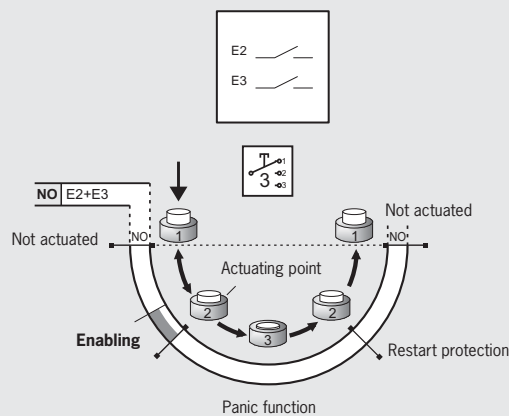 E2
E3
1
2
3
3
NO E2+E3
Not actuated
NO
1
1
NO
Not actuated
Actuating point
2
2
3
Enabling
Restart protection
Panic function